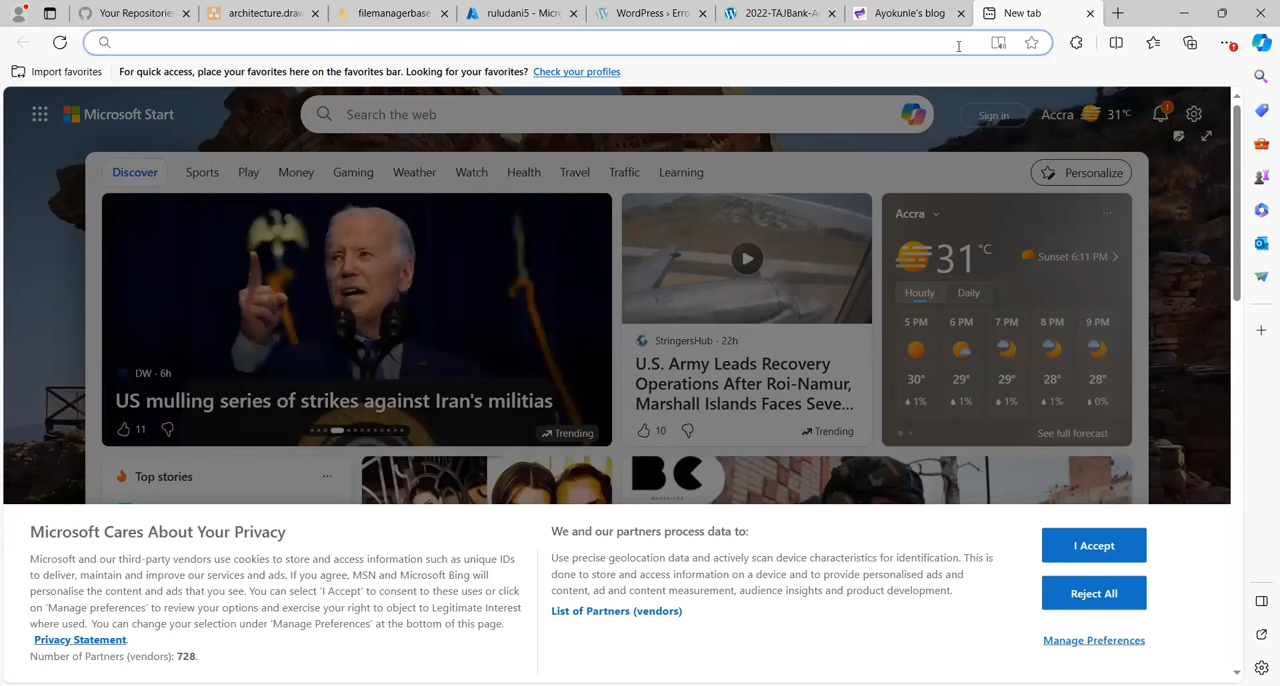 Your Repositories
architecture.draw
filemanagerbase
ruludani5 - Micr
WordPress › Erro
2022-TAJBank-A
Ayokunle's blog
New tab
Import favorites
For quick access, place your favorites here on the favorites bar. Looking for your favorites? Check your profiles
Microsoft Start
Search the web
Sign in
Accra 31°C
1
Discover Sports Play Money Gaming Weather Watch Health Travel Traffic Learning
Personalize
DW · 6h
US mulling series of strikes against Iran's militias
11
Trending
StringersHub · 22h
U.S. Army Leads Recovery
Operations After Roi-Namur,
Marshall Islands Faces Seve...
10
Trending
Accra
31°C
Sunset 6:11 PM
Hourly Daily
5 PM 6 PM 7 PM 8 PM 9 PM
30° 29° 29° 28° 28°
1% 1% 1% 1% 0%
See full forecast
Top stories
BC
Microsoft Cares About Your Privacy
Microsoft and our third-party vendors use cookies to store and access information such as unique IDs
to deliver, maintain and improve our services and ads. If you agree, MSN and Microsoft Bing will
personalise the content and ads that you see. You can select 'I Accept' to consent to these uses or click
on 'Manage preferences' to review your options and exercise your right to object to Legitimate Interest
where used. You can change your selection under 'Manage Preferences' at the bottom of this page.
Privacy Statement.
Number of Partners (vendors): 728.
We and our partners process data to:
Use precise geolocation data and actively scan device characteristics for identification. This is
done to store and access information on a device and to provide personalised ads and
content, ad and content measurement, audience insights and product development.
List of Partners (vendors)
I Accept
Reject All
Manage Preferences